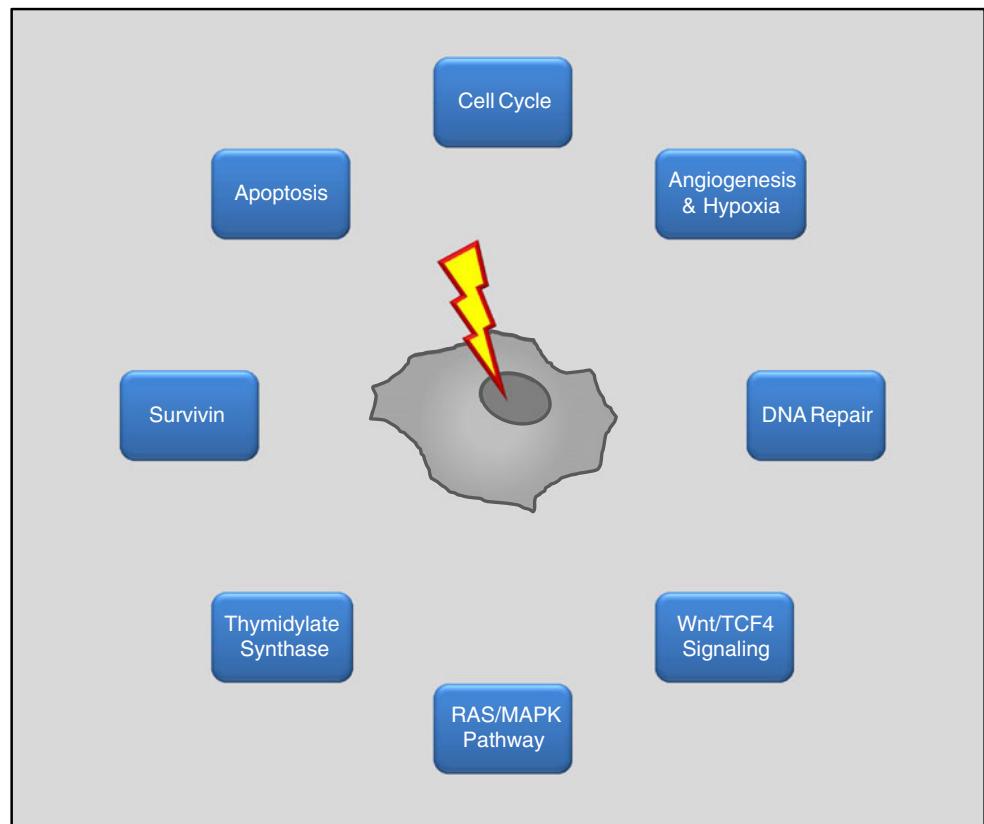 Cell Cycle
Apoptosis
Angiogenesis
& Hypoxia
Survivin
DNA Repair
Thymidylate
Synthase
Wnt/TCF4
Signaling
RAS/MAPK
Pathway